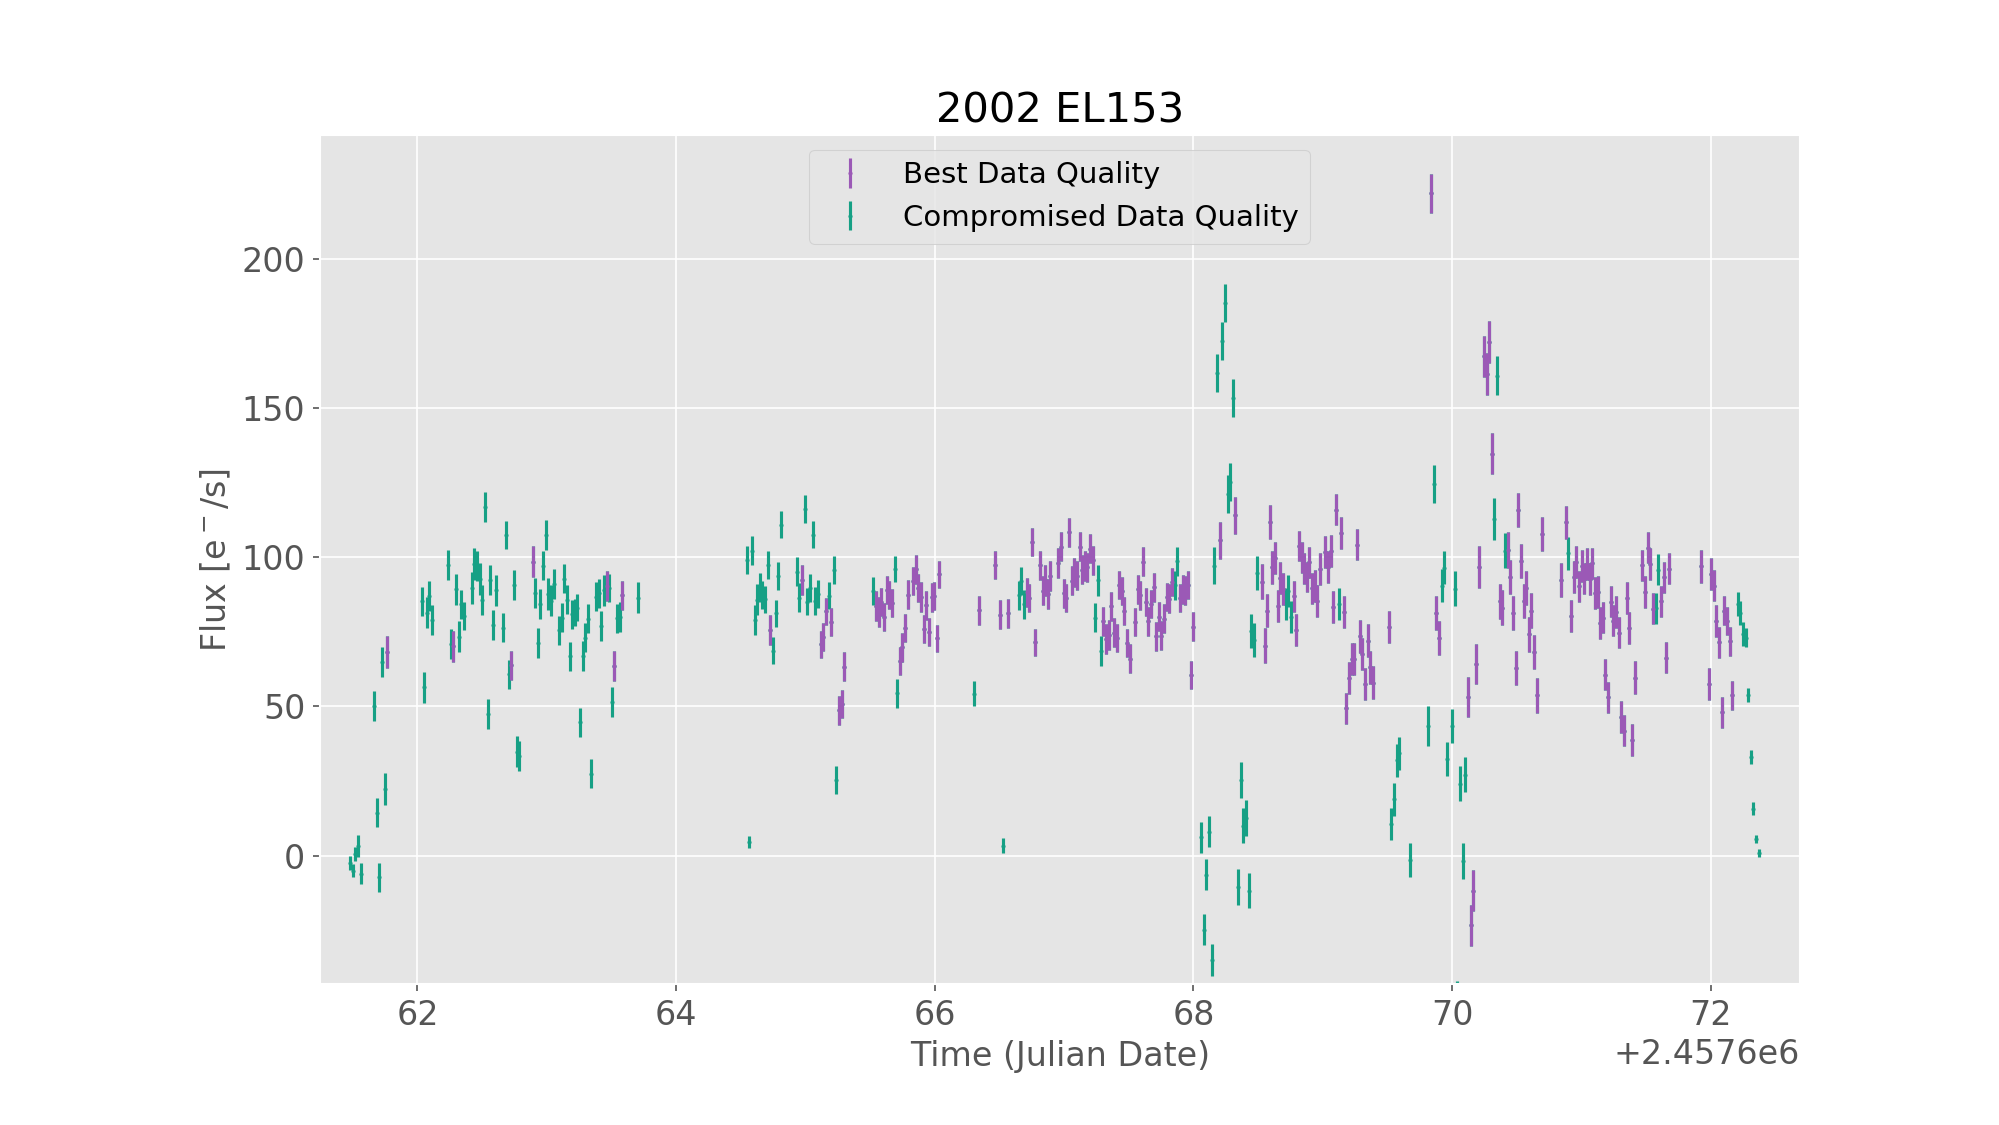 2002 EL153
Best Data Quality
Compromised Data Quality
200
150
100
50
0
Flux [e⁻/s]
62 64 66 68 70 72
Time (Julian Date)
+2.4576e6